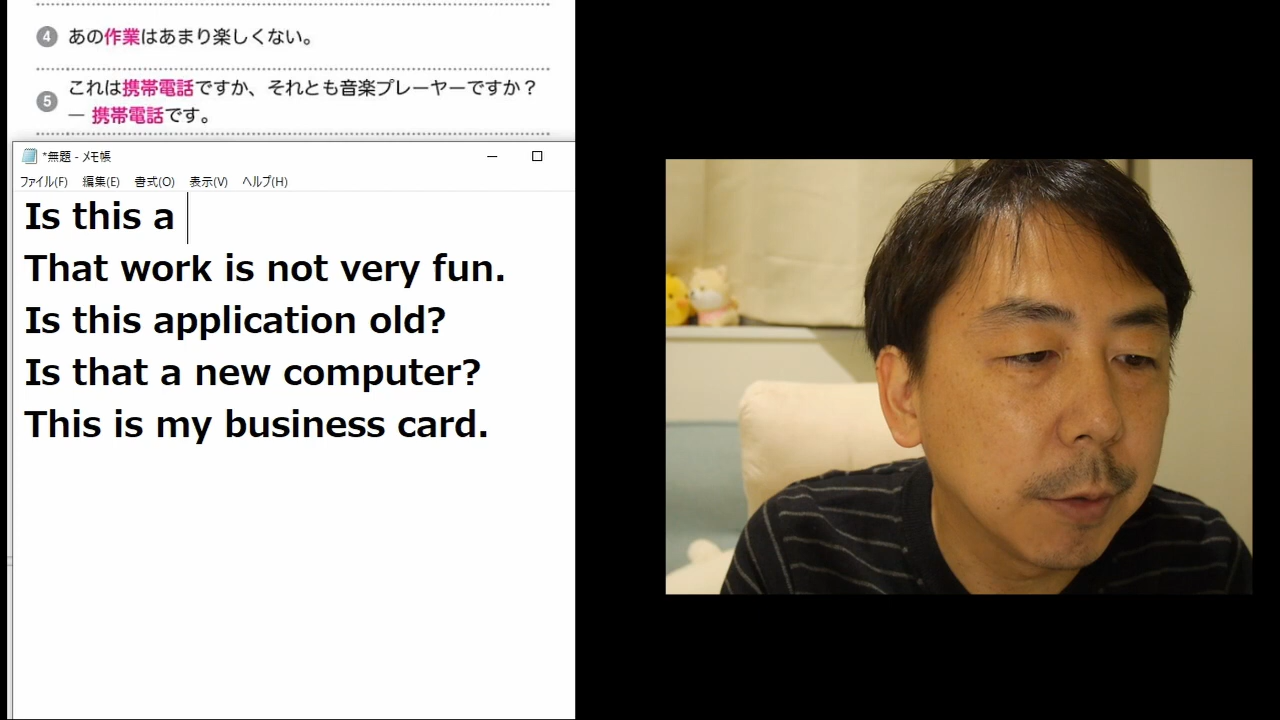 4 あの作業はあまり楽しくない。
5 これは携帯電話ですか、それとも音楽プレーヤーですか？
― 携帯電話です。
*無題 - メモ帳
ファイル(F) 編集(E) 書式(O) 表示(V) ヘルプ(H)
Is this a
That work is not very fun.
Is this application old?
Is that a new computer?
This is my business card.